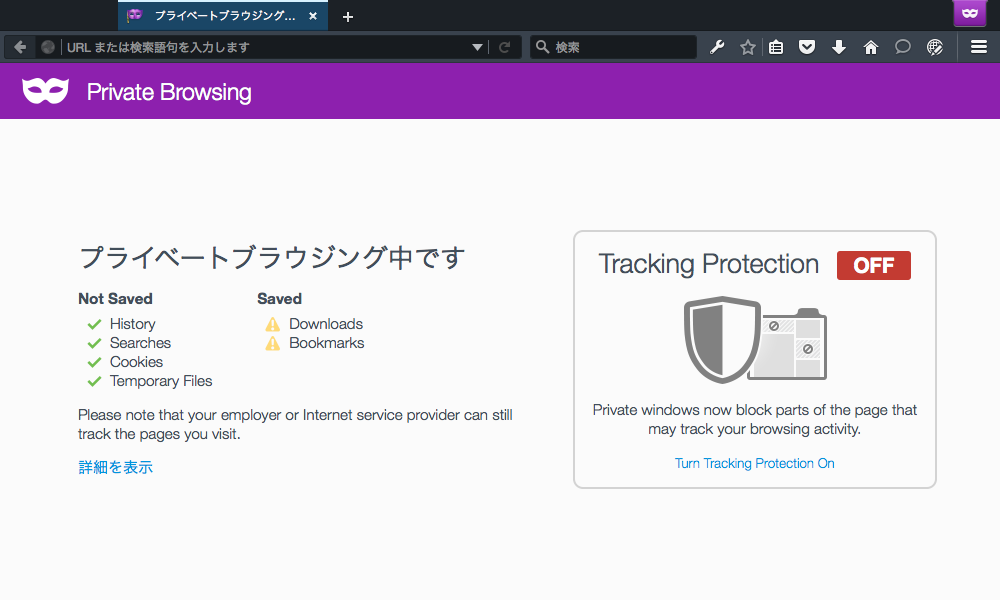 プライベートブラウジング...
URL または検索語句を入力します
検索
Private Browsing
プライベートブラウジング中です
Not Saved
Saved
History
Searches
Cookies
Temporary Files
Downloads
Bookmarks
Please note that your employer or Internet service provider can still
track the pages you visit.
詳細を表示
Tracking Protection OFF
Private windows now block parts of the page that
may track your browsing activity.
Turn Tracking Protection On